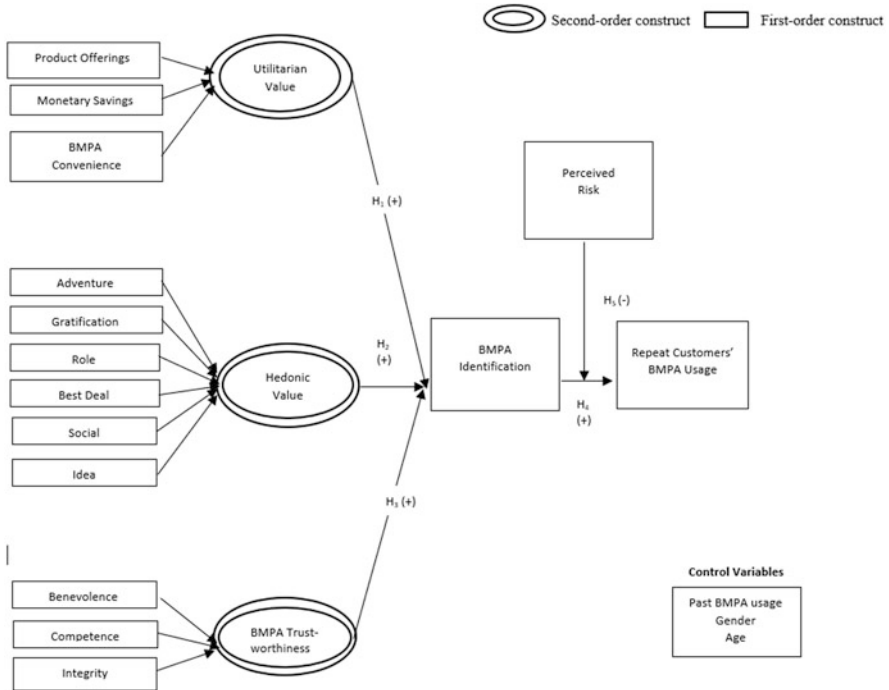 Second-order construct
First-order construct
Product Offerings
Monetary Savings
BMPA
Convenience
Utilitarian
Value
H₁ (+)
Perceived
Risk
H₅ (-)
Adventure
Gratification
Role
Best Deal
Social
Idea
Hedonic
Value
H₂
(+)
BMPA
Identification
H₄
(+)
Repeat Customers'
BMPA Usage
H₃ (+)
Benevolence
Competence
Integrity
BMPA Trust-
worthiness
Control Variables
Past BMPA usage
Gender
Age